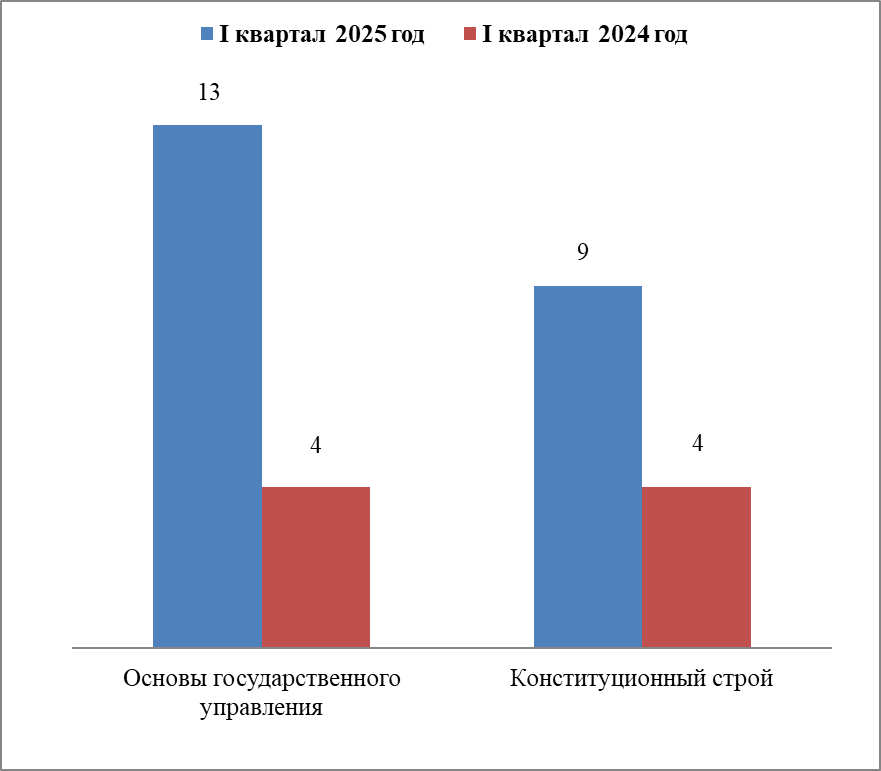 I квартал 2025 год I квартал 2024 год
13
9
4
4
Основы государственного
управления
Конституционный строй